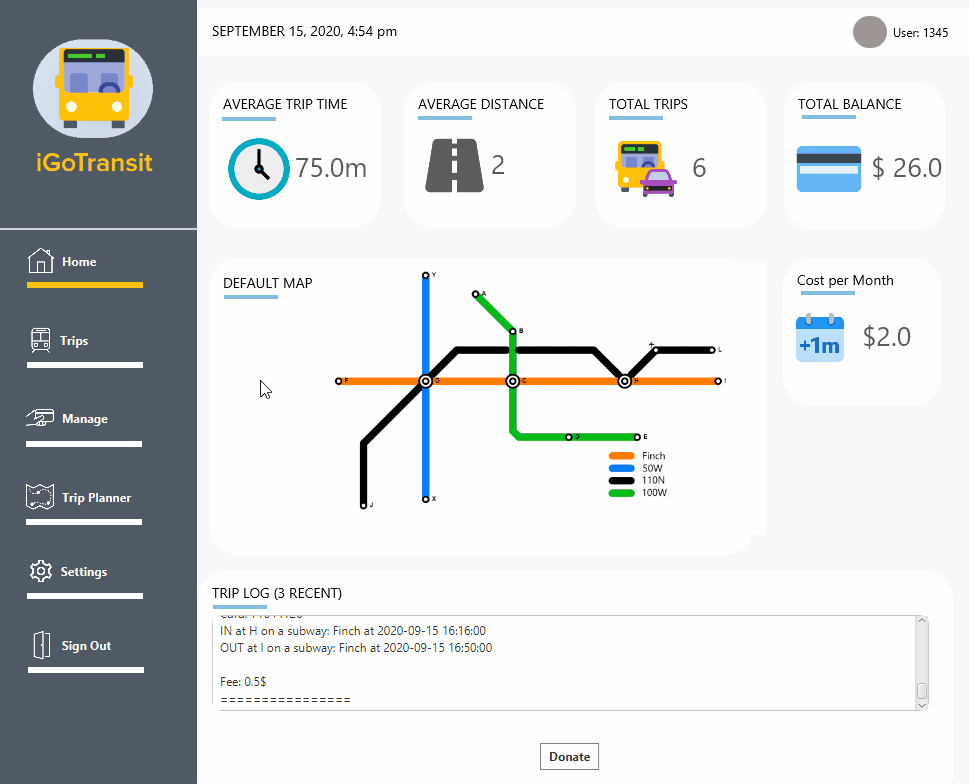 iGoTransit
Home
Trips
Manage
Trip Planner
Settings
Sign Out
SEPTEMBER 15, 2020, 4:54 pm
User: 1345
AVERAGE TRIP TIME
75.0m
AVERAGE DISTANCE
2
TOTAL TRIPS
6
TOTAL BALANCE
$ 26.0
DEFAULT MAP
Y
A
B
L
F
G
C
H
I
D
E
J
X
Finch
50W
110N
100W
Cost per Month
+1m
$2.0
TRIP LOG (3 RECENT)
IN at H on a subway: Finch at 2020-09-15 16:16:00
OUT at I on a subway: Finch at 2020-09-15 16:50:00
Fee: 0.5$
================
Donate